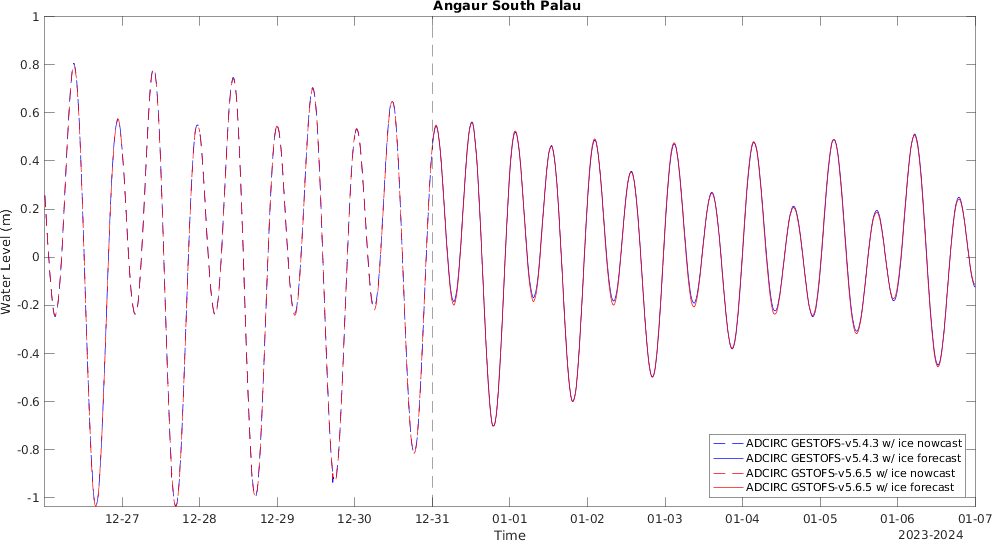 Angaur South Palau
1
0.8
0.6
0.4
0.2
0
-0.2
-0.4
-0.6
-0.8
-1
Water Level (m)
12-27 12-28 12-29 12-30 12-31 01-01 01-02 01-03 01-04 01-05 01-06 01-07
Time
2023-2024
ADCIRC GESTOFS-v5.4.3 w/ ice nowcast
ADCIRC GESTOFS-v5.4.3 w/ ice forecast
ADCIRC GSTOFS-v5.6.5 w/ ice nowcast
ADCIRC GSTOFS-v5.6.5 w/ ice forecast